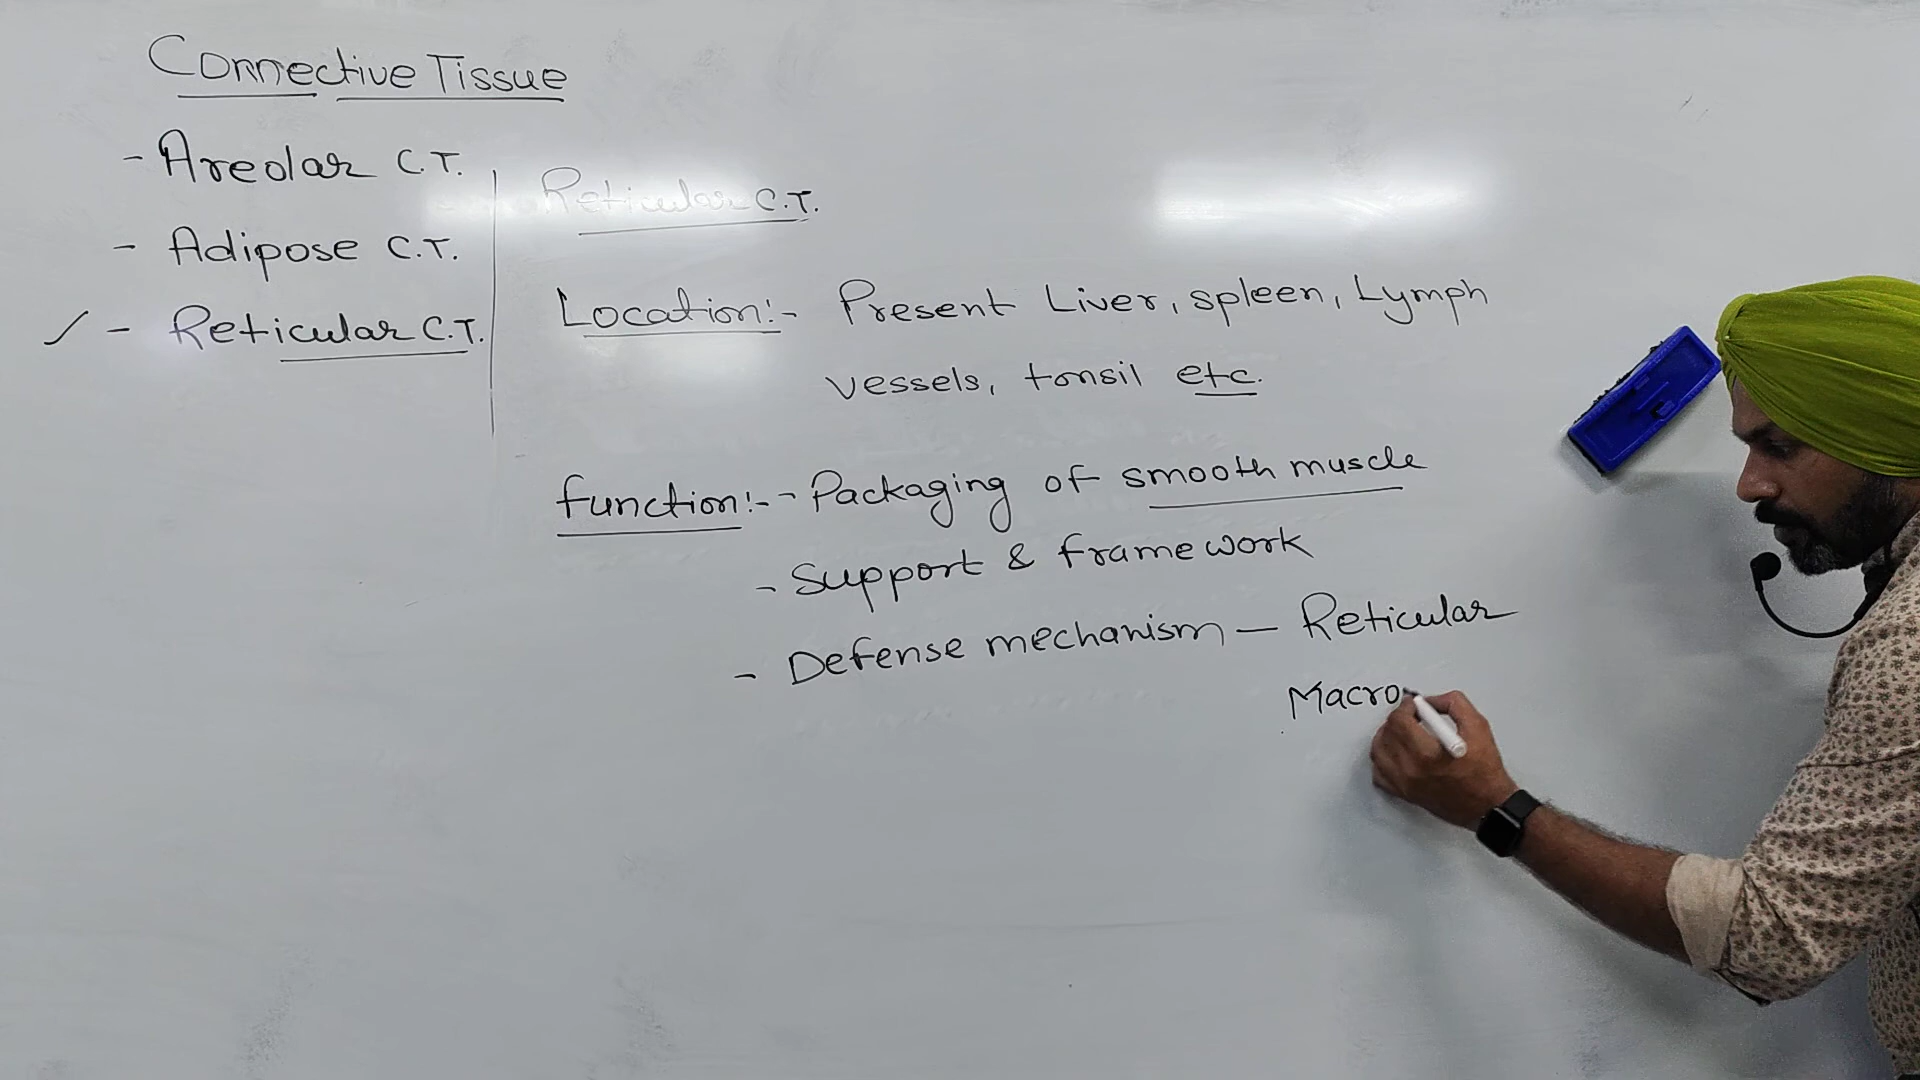 Connective Tissue
- Areolar C.T.
- Adipose C.T.
✓ - Reticular C.T.
Reticular C.T.
Location:- Present Liver, spleen, Lymph
vessels, tonsil etc.
function:- - Packaging of smooth muscle
- Support & framework
- Defense mechanism — Reticular
Macro